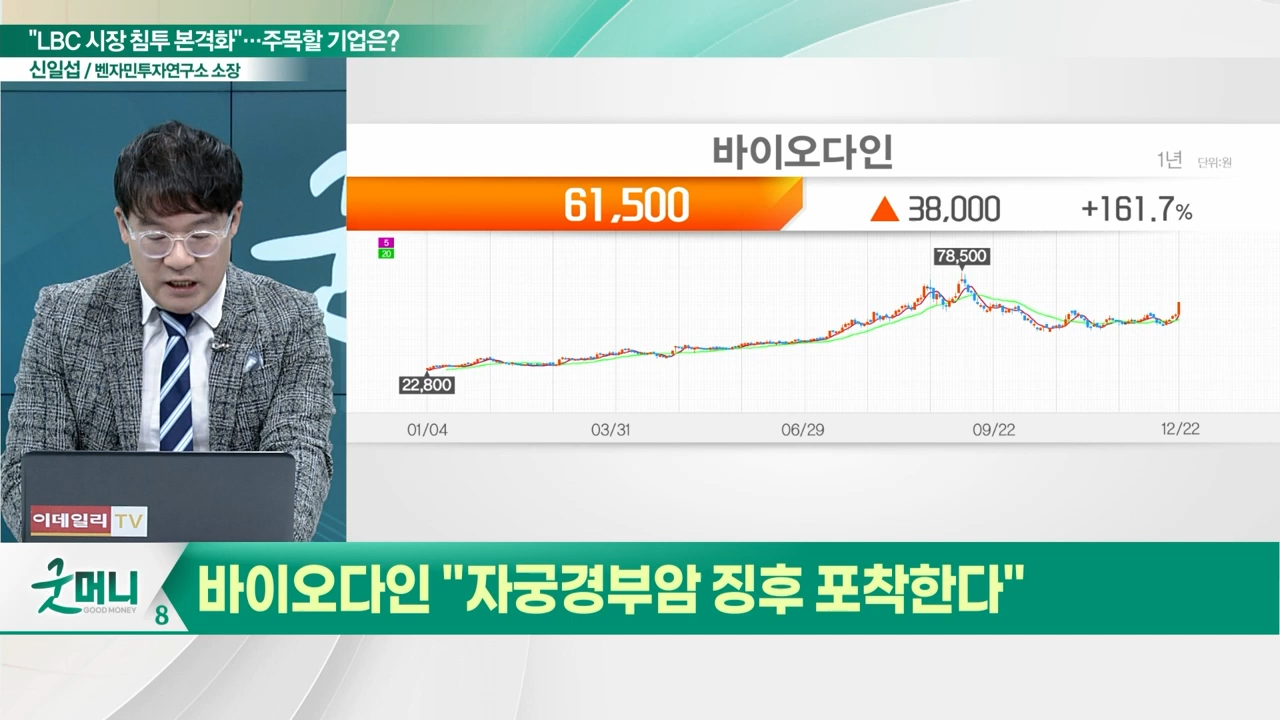 "LBC 시장 침투 본격화"…주목할 기업은?
신일섭 / 벤자민투자연구소 소장
바이오다인
1년 단위:원
61,500 ▲ 38,000 +161.7%
5
20
78,500
22,800
01/04 03/31 06/29 09/22 12/22
이데일리 TV
굿머니
GOOD MONEY
8
바이오다인 "자궁경부암 징후 포착한다"